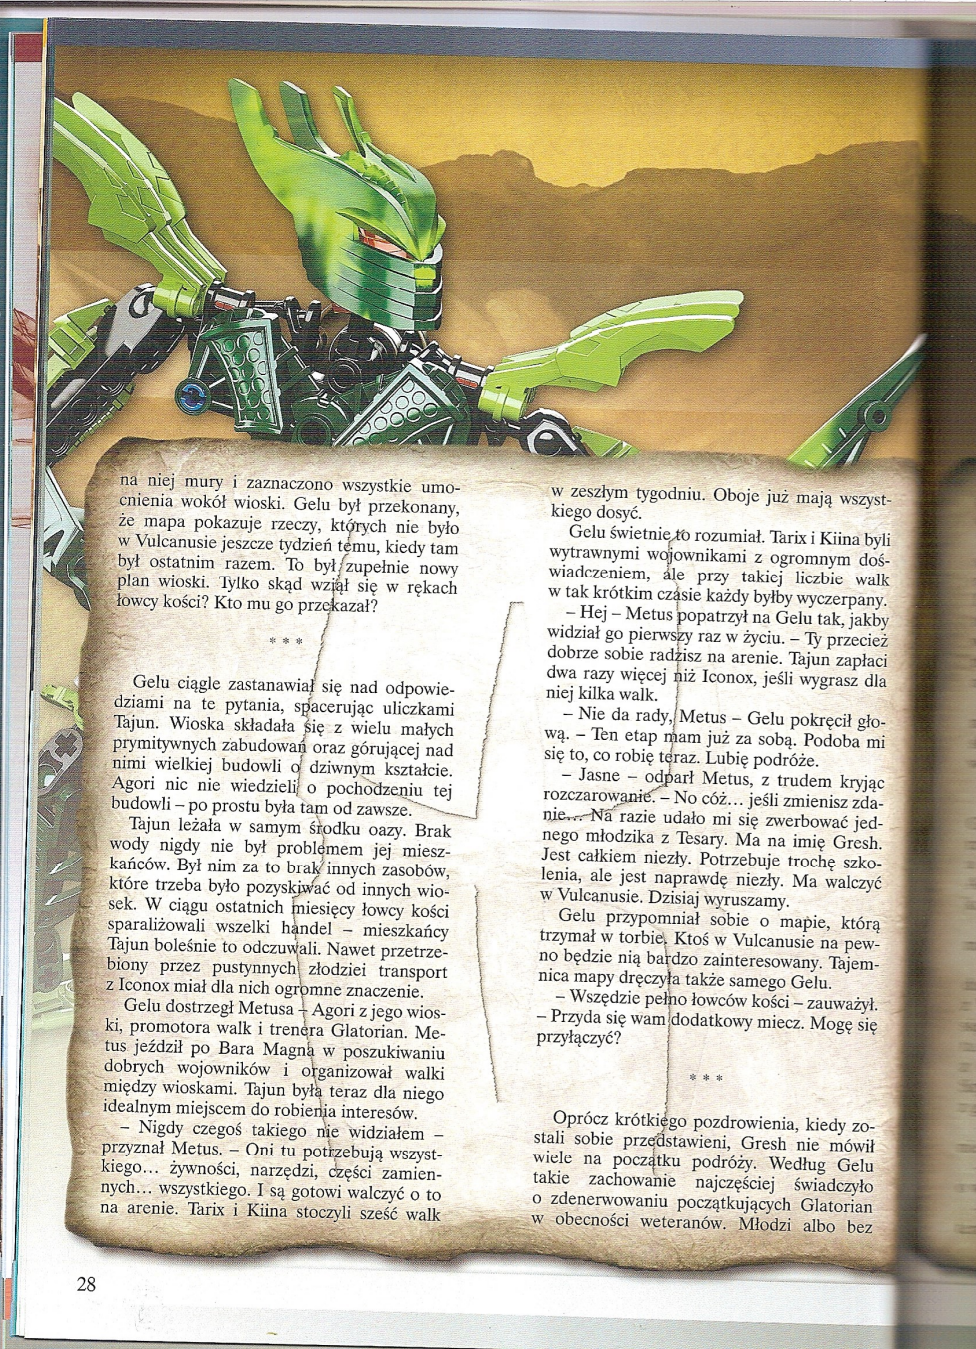 na niej mury i zaznaczono wszystkie umo-
cnienia wokół wioski. Gelu był przekonany,
że mapa pokazuje rzeczy, których nie było
w Vulcanusie jeszcze tydzień temu, kiedy tam
był ostatnim razem. To był zupełnie nowy
plan wioski. Tylko skąd wziął się w rękach
łowcy kości? Kto mu go przekazał?
* * *
Gelu ciągle zastanawiał się nad odpowie-
dziami na te pytania, spacerując uliczkami
Tajun. Wioska składała się z wielu małych
prymitywnych zabudowań oraz górującej nad
nimi wielkiej budowli o dziwnym kształcie.
Agori nic nie wiedzieli o pochodzeniu tej
budowli – po prostu była tam od zawsze.
Tajun leżała w samym środku oazy. Brak
wody nigdy nie był problemem jej miesz-
kańców. Był nim za to brak innych zasobów,
które trzeba było pozyskiwać od innych wio-
sek. W ciągu ostatnich miesięcy łowcy kości
sparaliżowali wszelki handel – mieszkańcy
Tajun boleśnie to odczuwali. Nawet przetrze-
biony przez pustynnych złodziei transport
z Iconox miał dla nich ogromne znaczenie.
Gelu dostrzegł Metusa – Agori z jego wios-
ki, promotora walk i trenera Glatorian. Me-
tus jeździł po Bara Magna w poszukiwaniu
dobrych wojowników i organizował walki
między wioskami. Tajun była teraz dla niego
idealnym miejscem do robienia interesów.
– Nigdy czegoś takiego nie widziałem –
przyznał Metus. – Oni tu potrzebują wszyst-
kiego... żywności, narzędzi, części zamien-
nych... wszystkiego. I są gotowi walczyć o to
na arenie. Tarix i Kiina stoczyli sześć walk
w zeszłym tygodniu. Oboje już mają wszyst-
kiego dosyć.
Gelu świetnie to rozumiał. Tarix i Kiina byli
wytrawnymi wojownikami z ogromnym doś-
wiadczeniem, ale przy takiej liczbie walk
w tak krótkim czasie każdy byłby wyczerpany.
– Hej – Metus popatrzył na Gelu tak, jakby
widział go pierwszy raz w życiu. – Ty przecież
dobrze sobie radzisz na arenie. Tajun zapłaci
dwa razy więcej niż Iconox, jeśli wygrasz dla
niej kilka walk.
– Nie da rady, Metus – Gelu pokręcił gło-
wą. – Ten etap mam już za sobą. Podoba mi
się to, co robię teraz. Lubię podróże.
– Jasne – odparł Metus, z trudem kryjąc
rozczarowanie. – No cóż... jeśli zmienisz zda-
nie... Na razie udało mi się zwerbować jed-
nego młodzika z Tesary. Ma na imię Gresh.
Jest całkiem niezły. Potrzebuje trochę szko-
lenia, ale jest naprawdę niezły. Ma walczyć
w Vulcanusie. Dzisiaj wyruszamy.
Gelu przypomniał sobie o mapie, którą
trzymał w torbie. Ktoś w Vulcanusie na pew-
no będzie nią bardzo zainteresowany. Tajem-
nica mapy dręczyła także samego Gelu.
– Wszędzie pełno łowców kości – zauważył.
– Przyda się wam dodatkowy miecz. Mogę się
przyłączyć?
* * *
Oprócz krótkiego pozdrowienia, kiedy zo-
stali sobie przedstawieni, Gresh nie mówił
wiele na początku podróży. Według Gelu
takie zachowanie najczęściej świadczyło
o zdenerwowaniu początkujących Glatorian
w obecności weteranów. Młodzi albo bez
28